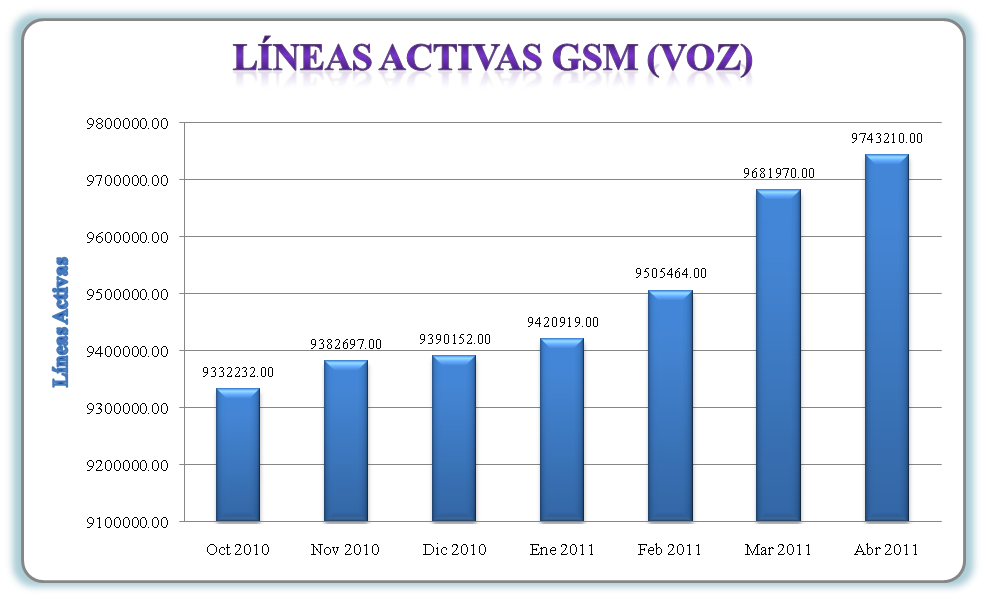 LÍNEAS ACTIVAS GSM (VOZ)
Líneas Activas
9800000.00
9700000.00
9600000.00
9500000.00
9400000.00
9300000.00
9200000.00
9100000.00
9332232.00
9382697.00
9390152.00
9420919.00
9505464.00
9681970.00
9743210.00
Oct 2010
Nov 2010
Dic 2010
Ene 2011
Feb 2011
Mar 2011
Abr 2011